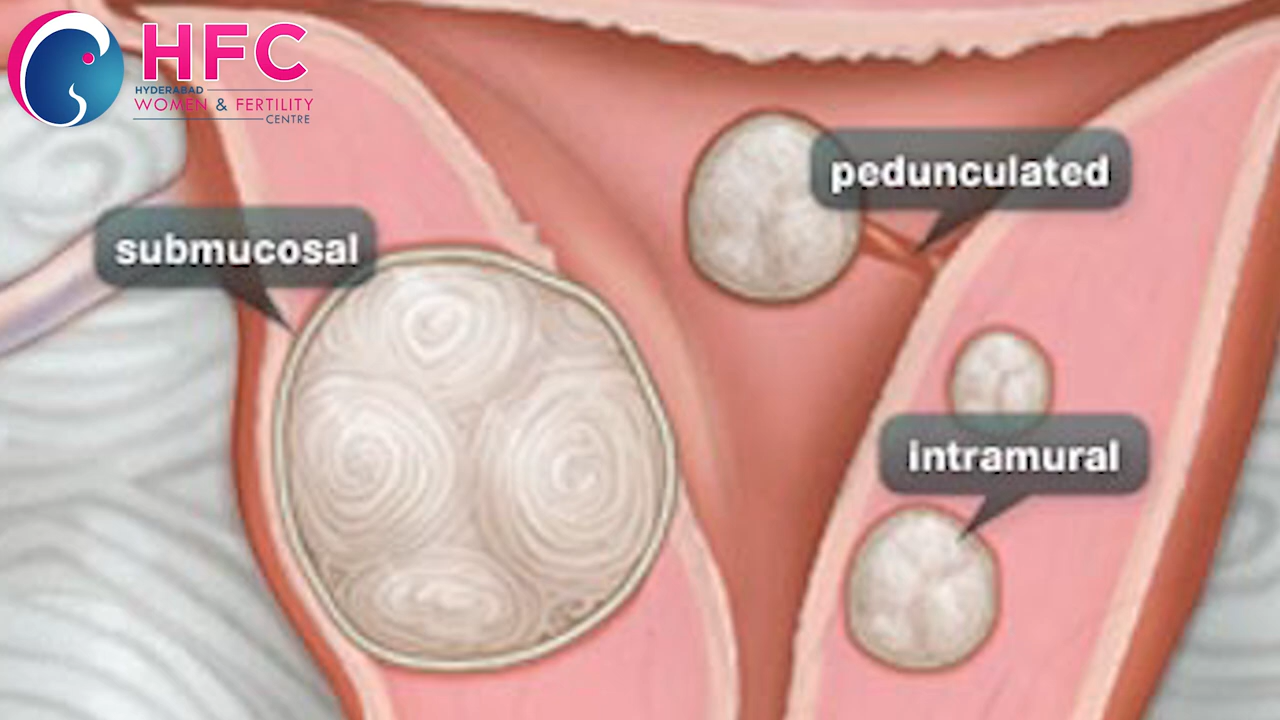 HFC
HYDERABAD
WOMEN & FERTILITY
CENTRE
pedunculated
submucosal
intramural